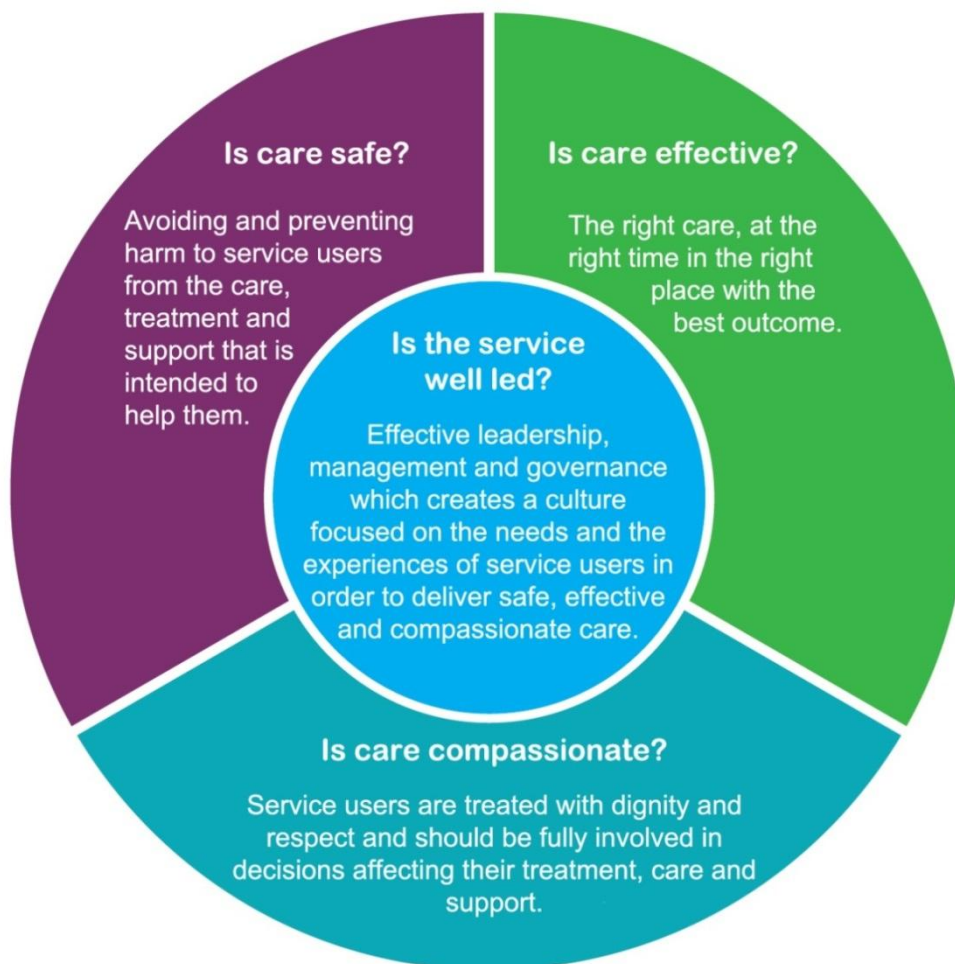 Is care safe?
Avoiding and preventing
harm to service users
from the care,
treatment and
support that is
intended to
help them.
Is care effective?
The right care, at the
right time in the right
place with the
best outcome.
Is the service
well led?
Effective leadership,
management and governance
which creates a culture
focused on the needs and the
experiences of service users in
order to deliver safe, effective
and compassionate care.
Is care compassionate?
Service users are treated with dignity and
respect and should be fully involved in
decisions affecting their treatment, care and
support.